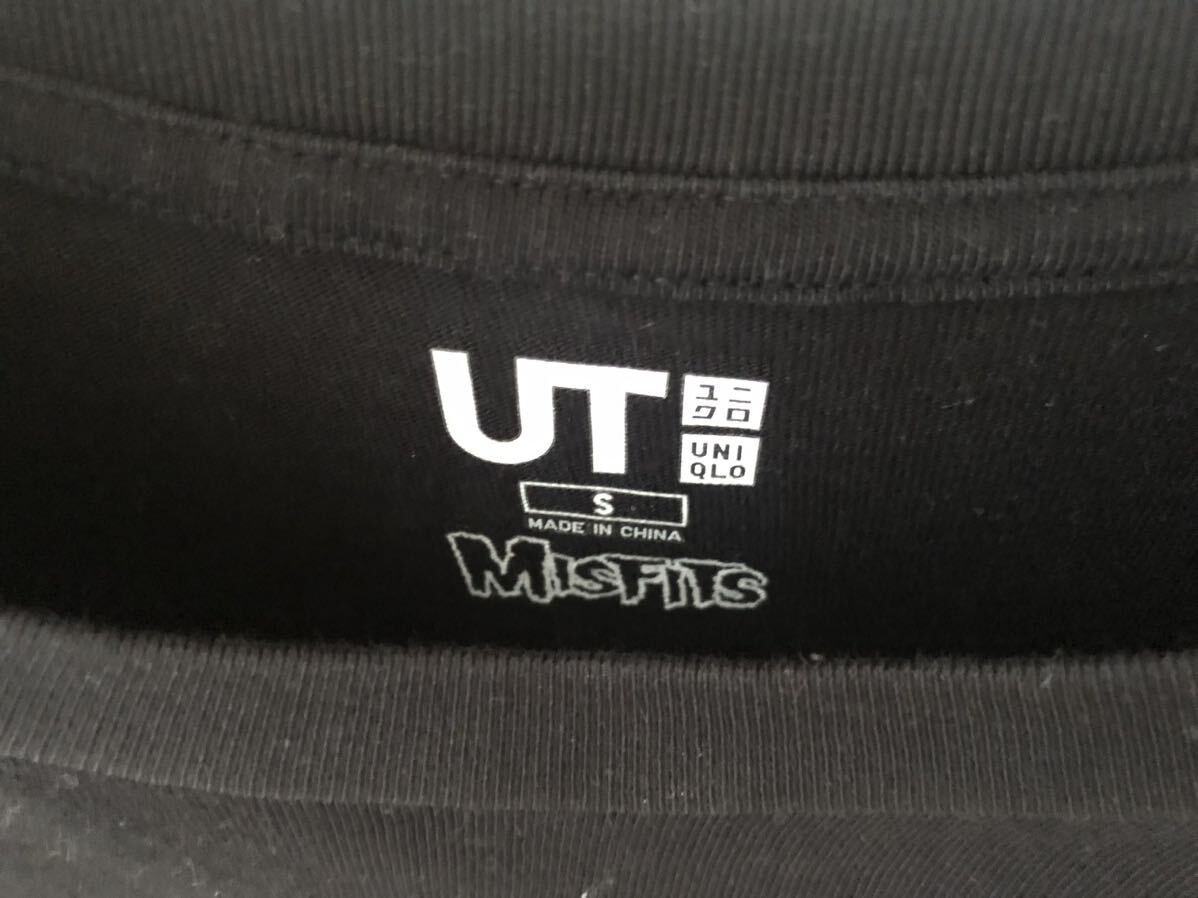 UT
ユニ
クロ
UNI
QLO
S
MADE IN CHINA
MISFITS